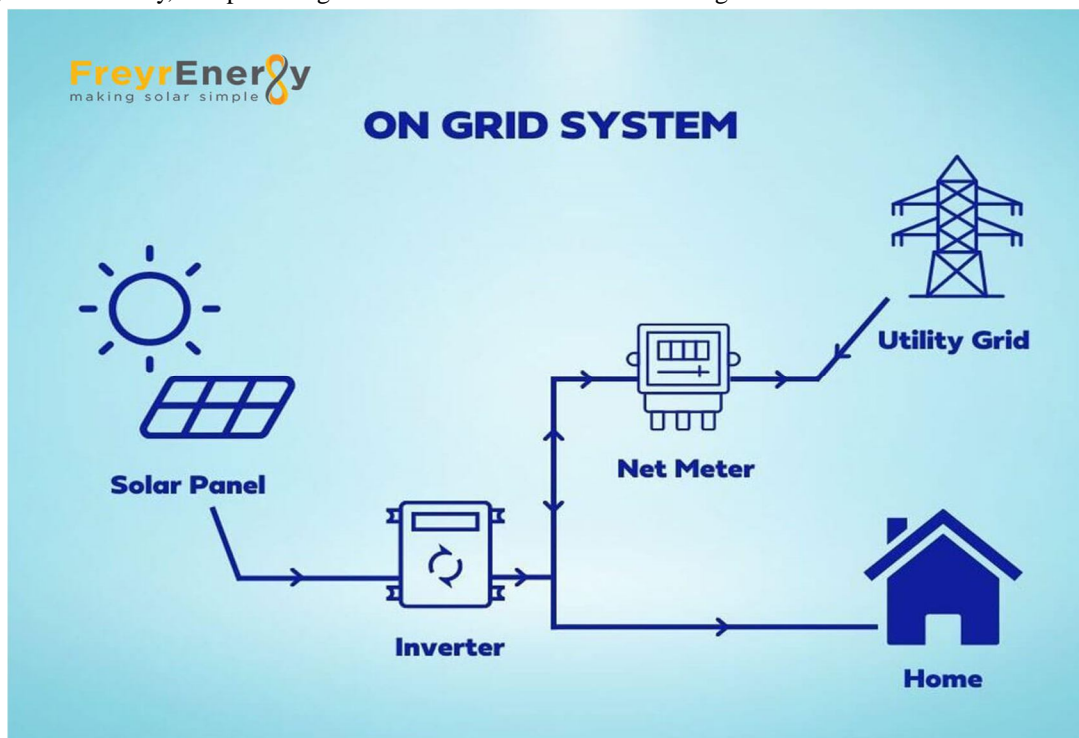 FreyrEnergy
making solar simple
ON GRID SYSTEM
Utility Grid
Net Meter
Solar Panel
Inverter
Home